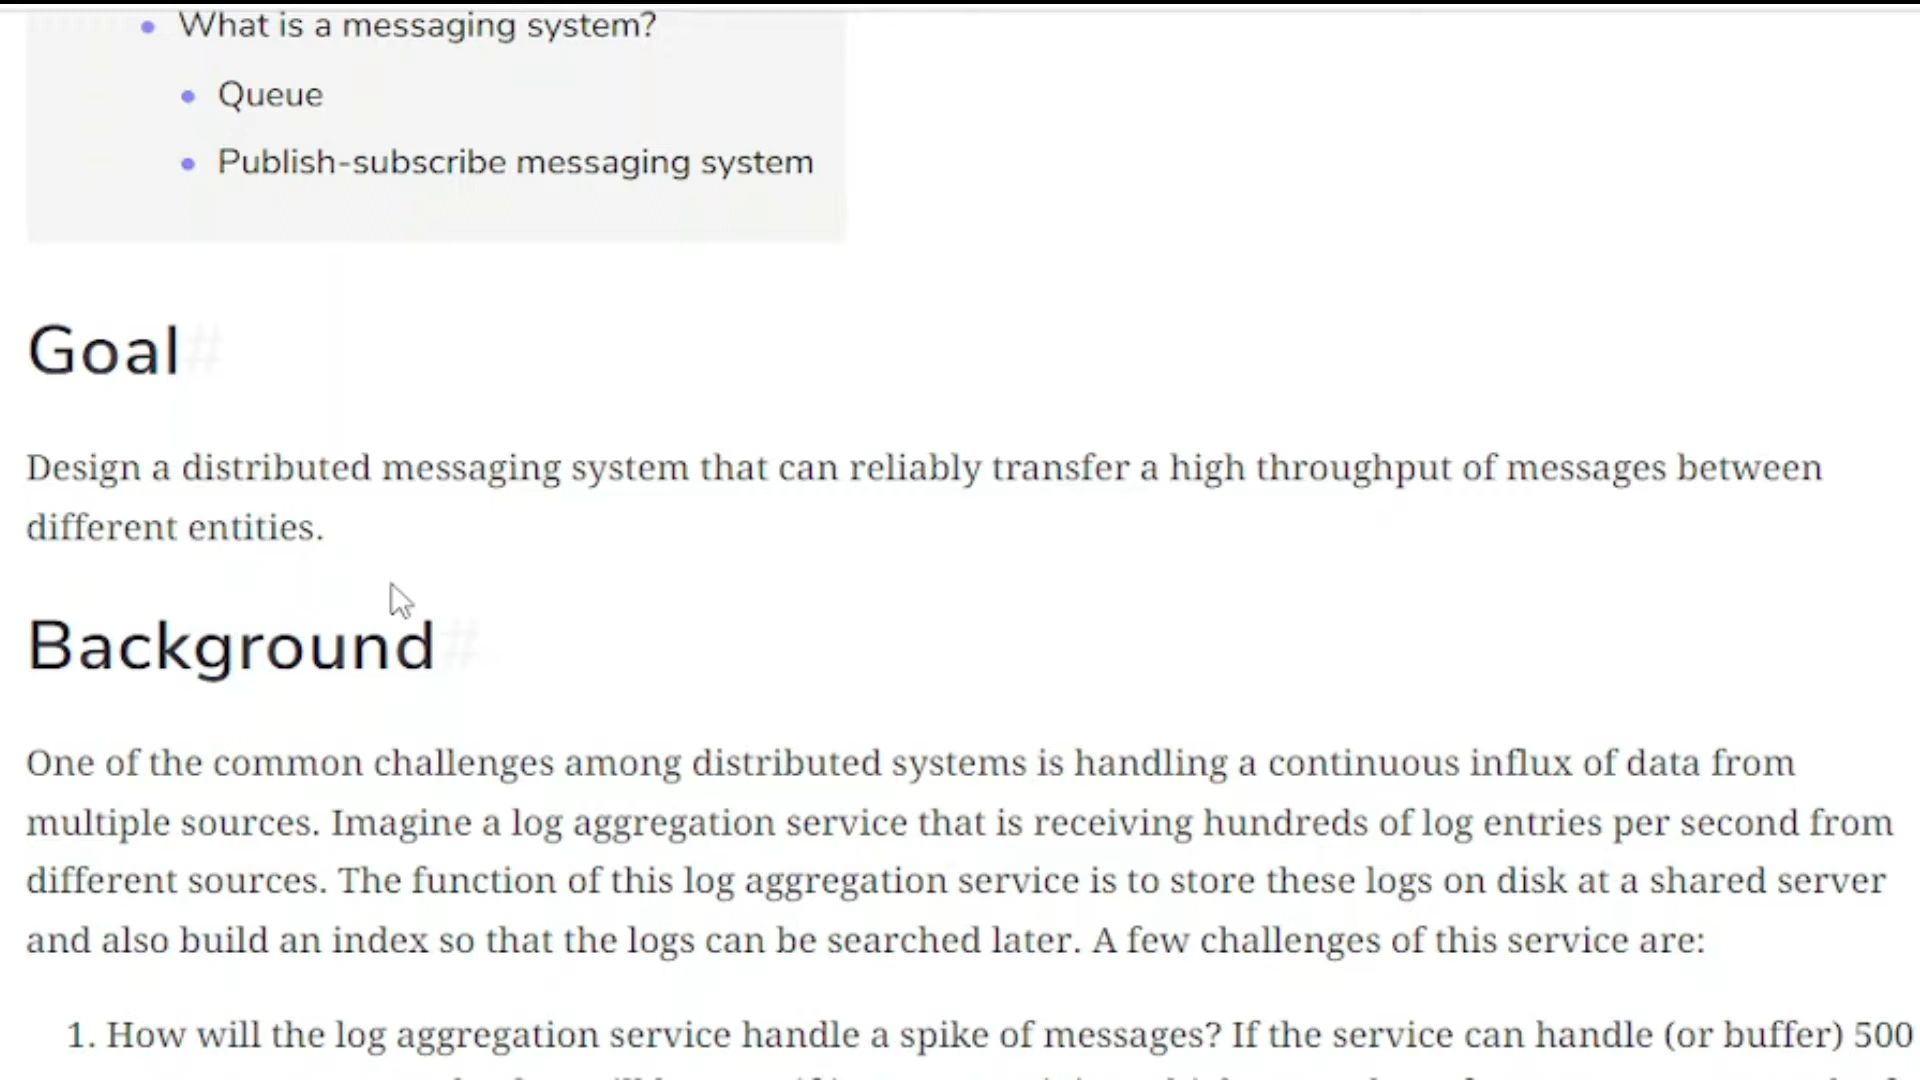 What is a messaging system?
Queue
Publish-subscribe messaging system
Goal#
Design a distributed messaging system that can reliably transfer a high throughput of messages between
different entities.
Background#
One of the common challenges among distributed systems is handling a continuous influx of data from
multiple sources. Imagine a log aggregation service that is receiving hundreds of log entries per second from
different sources. The function of this log aggregation service is to store these logs on disk at a shared server
and also build an index so that the logs can be searched later. A few challenges of this service are:
1. How will the log aggregation service handle a spike of messages? If the service can handle (or buffer) 500